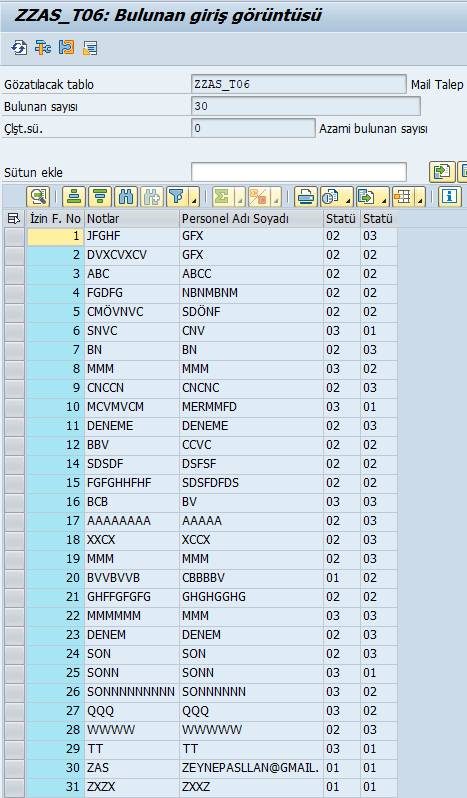 ZZAS_T06: Bulunan giriş görüntüsü
Gözatılacak tablo ZZAS_T06 Mail Talep
Bulunan sayısı 30
Çlşt.sü. 0 Azami bulunan sayısı
Sütun ekle
İzin F. No Notlar Personel Adı Soyadı Statü Statü
1 JFGHF GFX 02 03
2 DVXCVXCV GFX 02 02
3 ABC ABCC 02 02
4 FGDFG NBNMBNM 02 02
5 CMÖVNVC SDÖNF 02 02
6 SNVC CNV 03 01
7 BN BN 02 03
8 MMM MMM 03 02
9 CNCCN CNCNC 02 03
10 MCVMVCM MERMMFD 03 01
11 DENEME DENEME 02 03
12 BBV CCVC 02 02
14 SDSDF DSFSF 02 02
15 FGFGHHFHF SDSFDFDS 02 02
16 BCB BV 03 03
17 AAAAAAAA AAAAA 02 03
18 XXCX XCCX 02 03
19 MMM MMM 02 03
20 BVVBVVB CBBBBV 01 02
21 GHFFGFGFG GHGHGGHG 02 02
22 MMMMMM MMM 03 03
23 DENEM DENEM 02 03
24 SON SON 02 03
25 SONN SONN 03 01
26 SONNNNNNNNN SONNNNNN 03 02
27 QQQ QQQ 03 02
28 WWWW WWWWW 02 03
29 TT TT 03 01
30 ZAS ZEYNEPASLLAN@GMAIL. 01 01
31 ZXZX ZXXZ 01 01